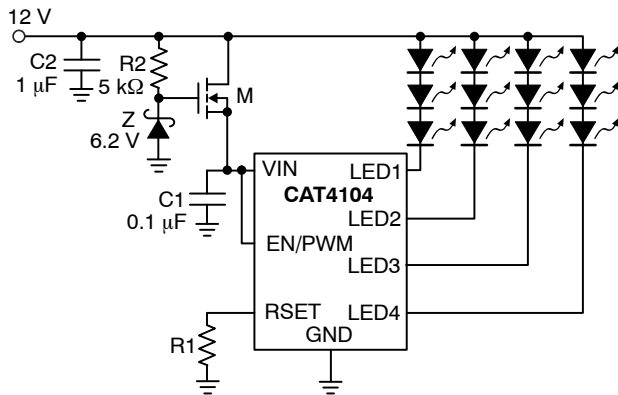 12 V
C2
1 μF
R2
5 kΩ
M
Z
6.2 V
C1
0.1 μF
VIN
LED1
CAT4104
LED2
EN/PWM
LED3
RSET
LED4
GND
R1